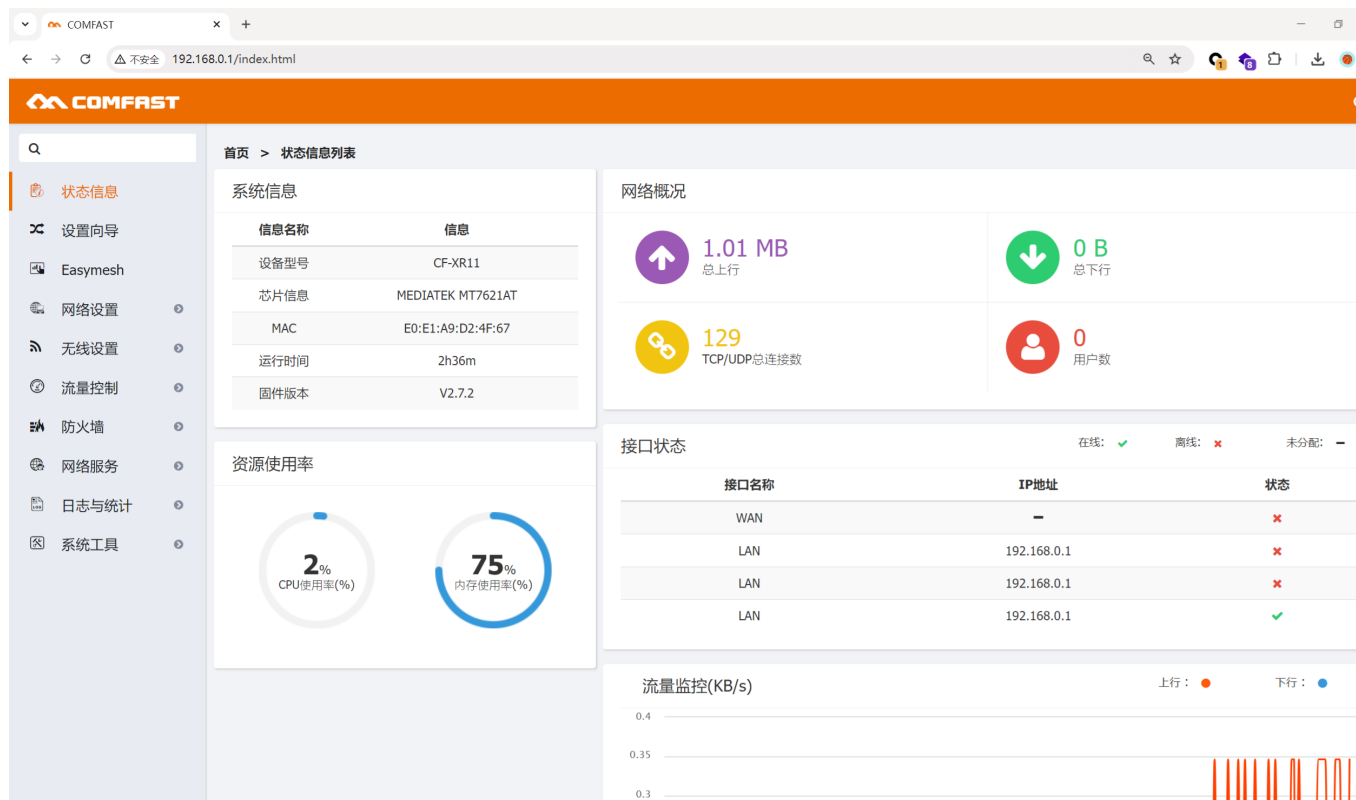 COMFAST
不安全 192.168.0.1/index.html
1
8
COMFAST
首页 > 状态信息列表
状态信息
设置向导
Easymesh
网络设置
无线设置
流量控制
防火墙
网络服务
日志与统计
系统工具
系统信息
信息名称 信息
设备型号 CF-XR11
芯片信息 MEDIATEK MT7621AT
MAC E0:E1:A9:D2:4F:67
运行时间 2h36m
固件版本 V2.7.2
资源使用率
2%
CPU使用率(%)
75%
内存使用率(%)
网络概况
1.01 MB
总上行
0 B
总下行
129
TCP/UDP总连接数
0
用户数
接口状态 在线: 离线: 未分配:
接口名称 IP地址 状态
WAN
LAN 192.168.0.1
LAN 192.168.0.1
LAN 192.168.0.1
流量监控(KB/s) 上行： 下行：
0.4
0.35
0.3